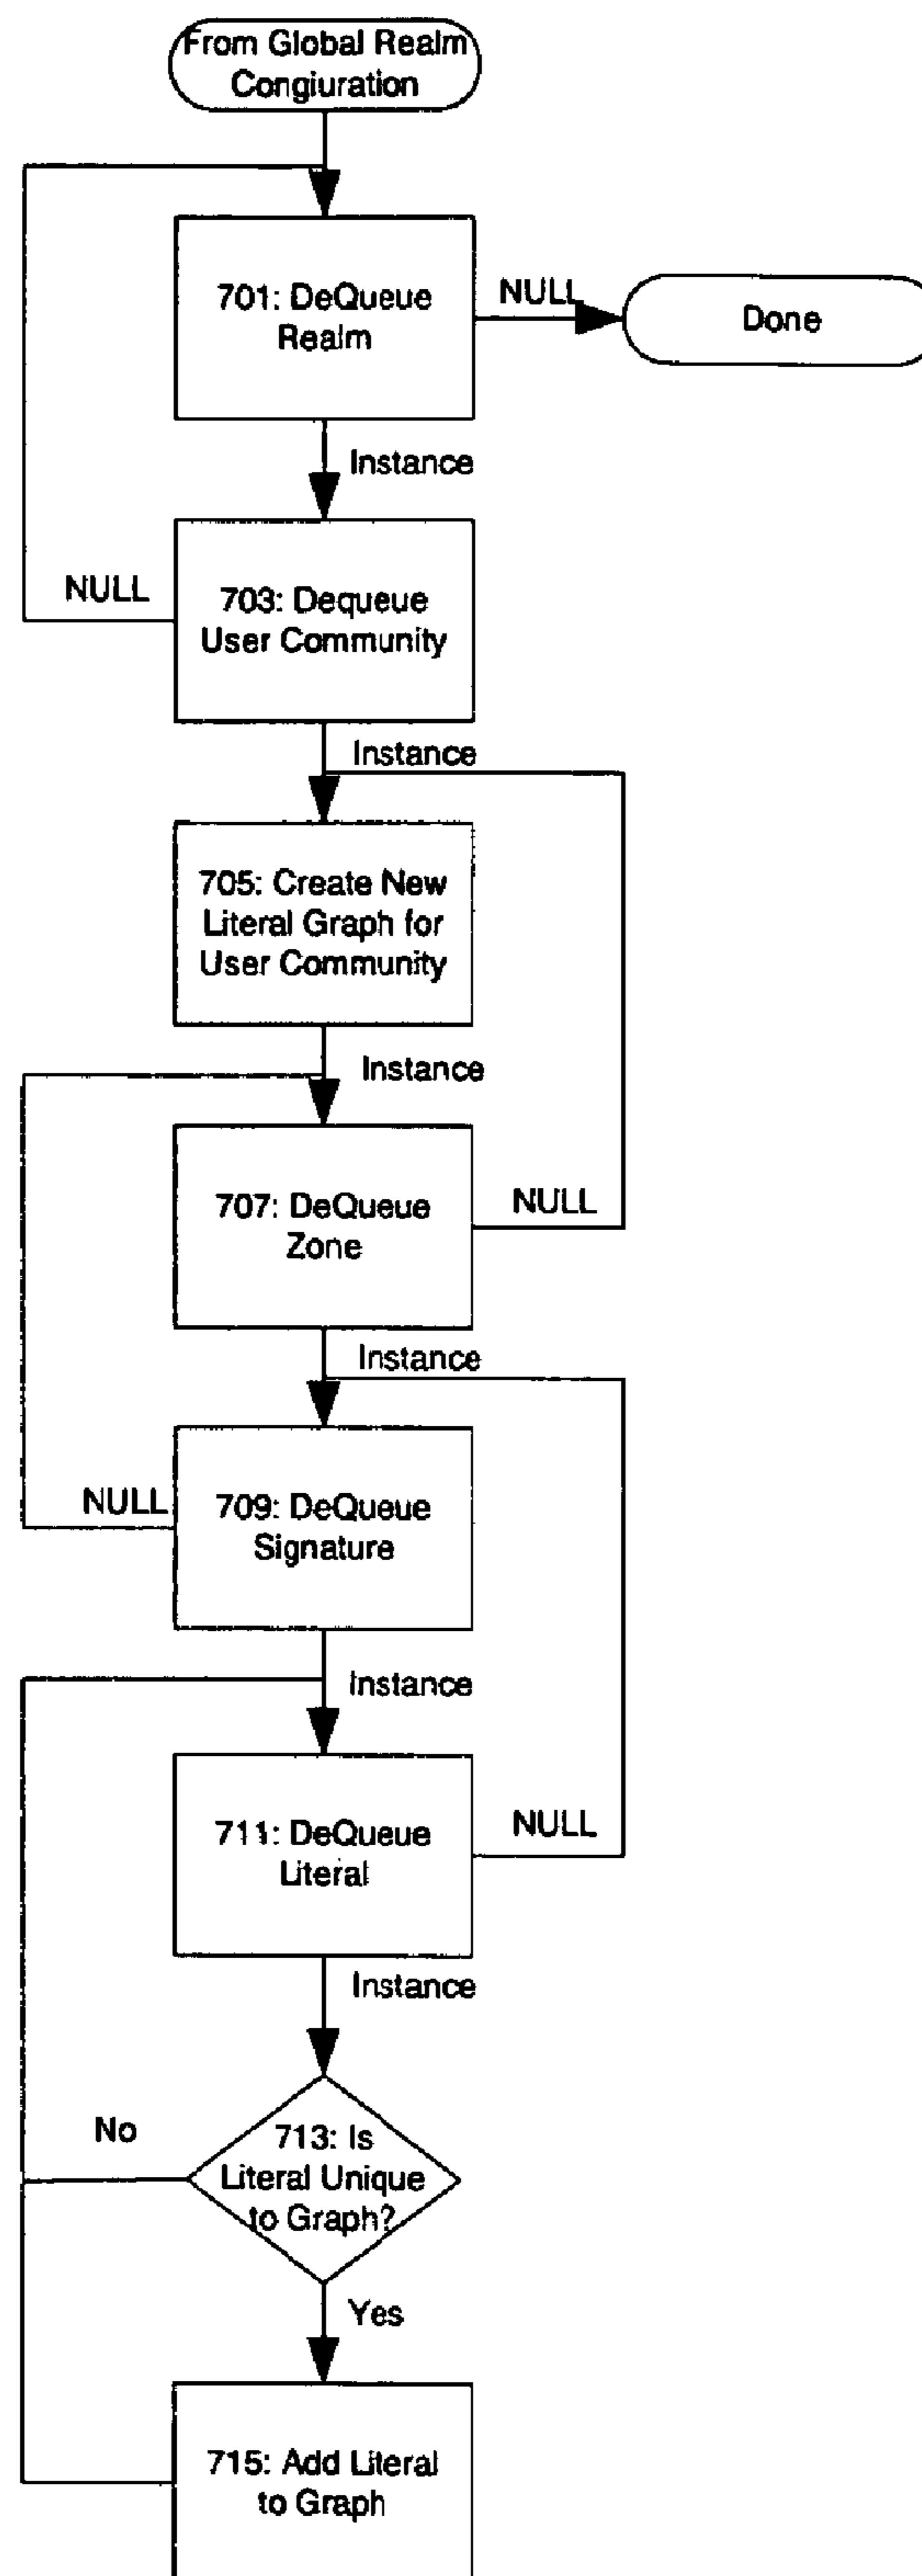 From Global Realm
Congiuration
701: DeQueue
Realm
NULL
Done
Instance
703: Dequeue
User Community
NULL
Instance
705: Create New
Literal Graph for
User Community
Instance
707: DeQueue
Zone
NULL
Instance
709: DeQueue
Signature
NULL
Instance
711: DeQueue
Literal
NULL
Instance
713: Is
Literal Unique
to Graph?
No
Yes
715: Add Literal
to Graph